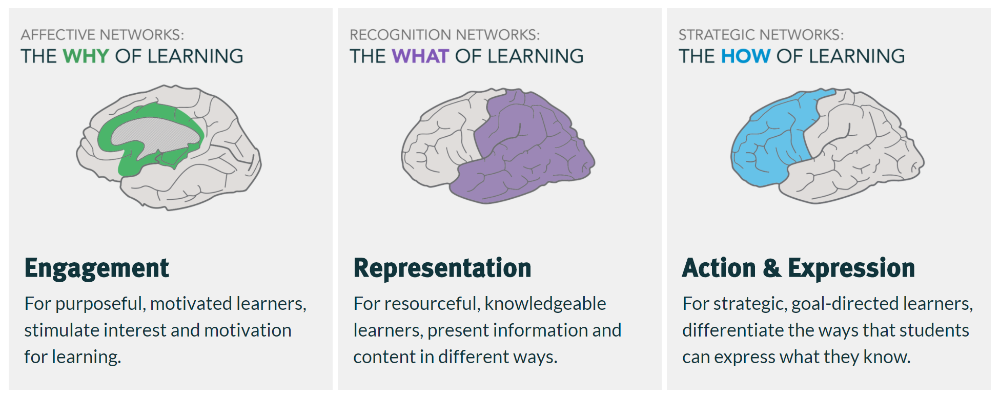 AFFECTIVE NETWORKS:
THE WHY OF LEARNING
Engagement
For purposeful, motivated learners,
stimulate interest and motivation
for learning.
RECOGNITION NETWORKS:
THE WHAT OF LEARNING
Representation
For resourceful, knowledgeable
learners, present information and
content in different ways.
STRATEGIC NETWORKS:
THE HOW OF LEARNING
Action & Expression
For strategic, goal-directed learners,
differentiate the ways that students
can express what they know.